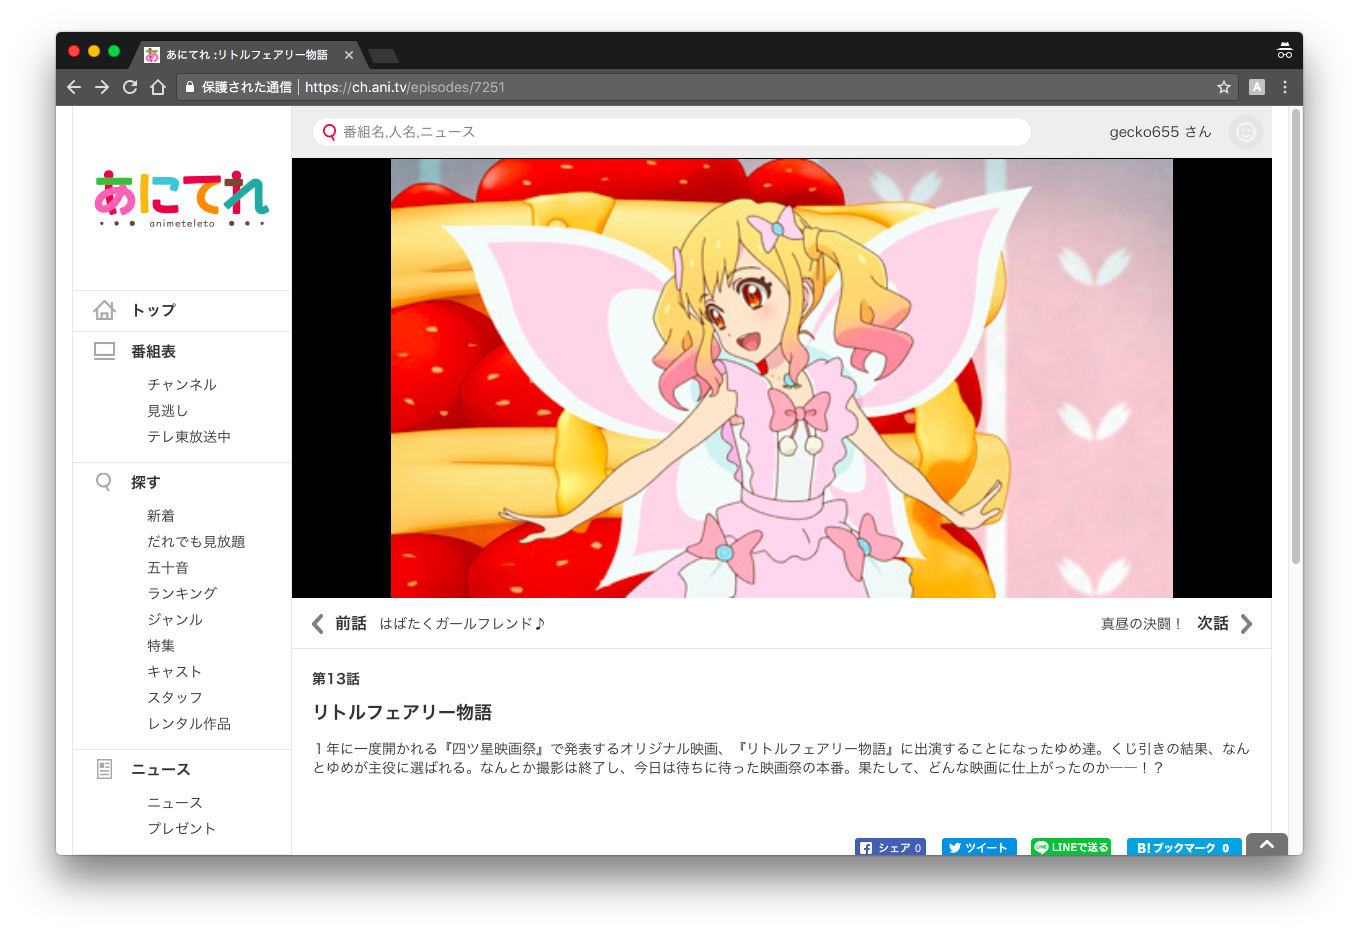 あにてれ :リトルフェアリー物語
保護された通信 | https://ch.ani.tv/episodes/7251
A
あにてれ
animeteleto
番組名,人名,ニュース
gecko655 さん
トップ
番組表
チャンネル
見逃し
テレ東放送中
探す
新着
だれでも見放題
五十音
ランキング
ジャンル
特集
キャスト
スタッフ
レンタル作品
ニュース
ニュース
プレゼント
前話 はばたくガールフレンド♪
真昼の決闘！ 次話
第13話
リトルフェアリー物語
１年に一度開かれる『四ツ星映画祭』で発表するオリジナル映画、『リトルフェアリー物語』に出演することになったゆめ達。くじ引きの結果、なん
とゆめが主役に選ばれる。なんとか撮影は終了し、今日は待ちに待った映画祭の本番。果たして、どんな映画に仕上がったのか――！？
シェア 0
ツイート
LINEで送る
B!ブックマーク 0